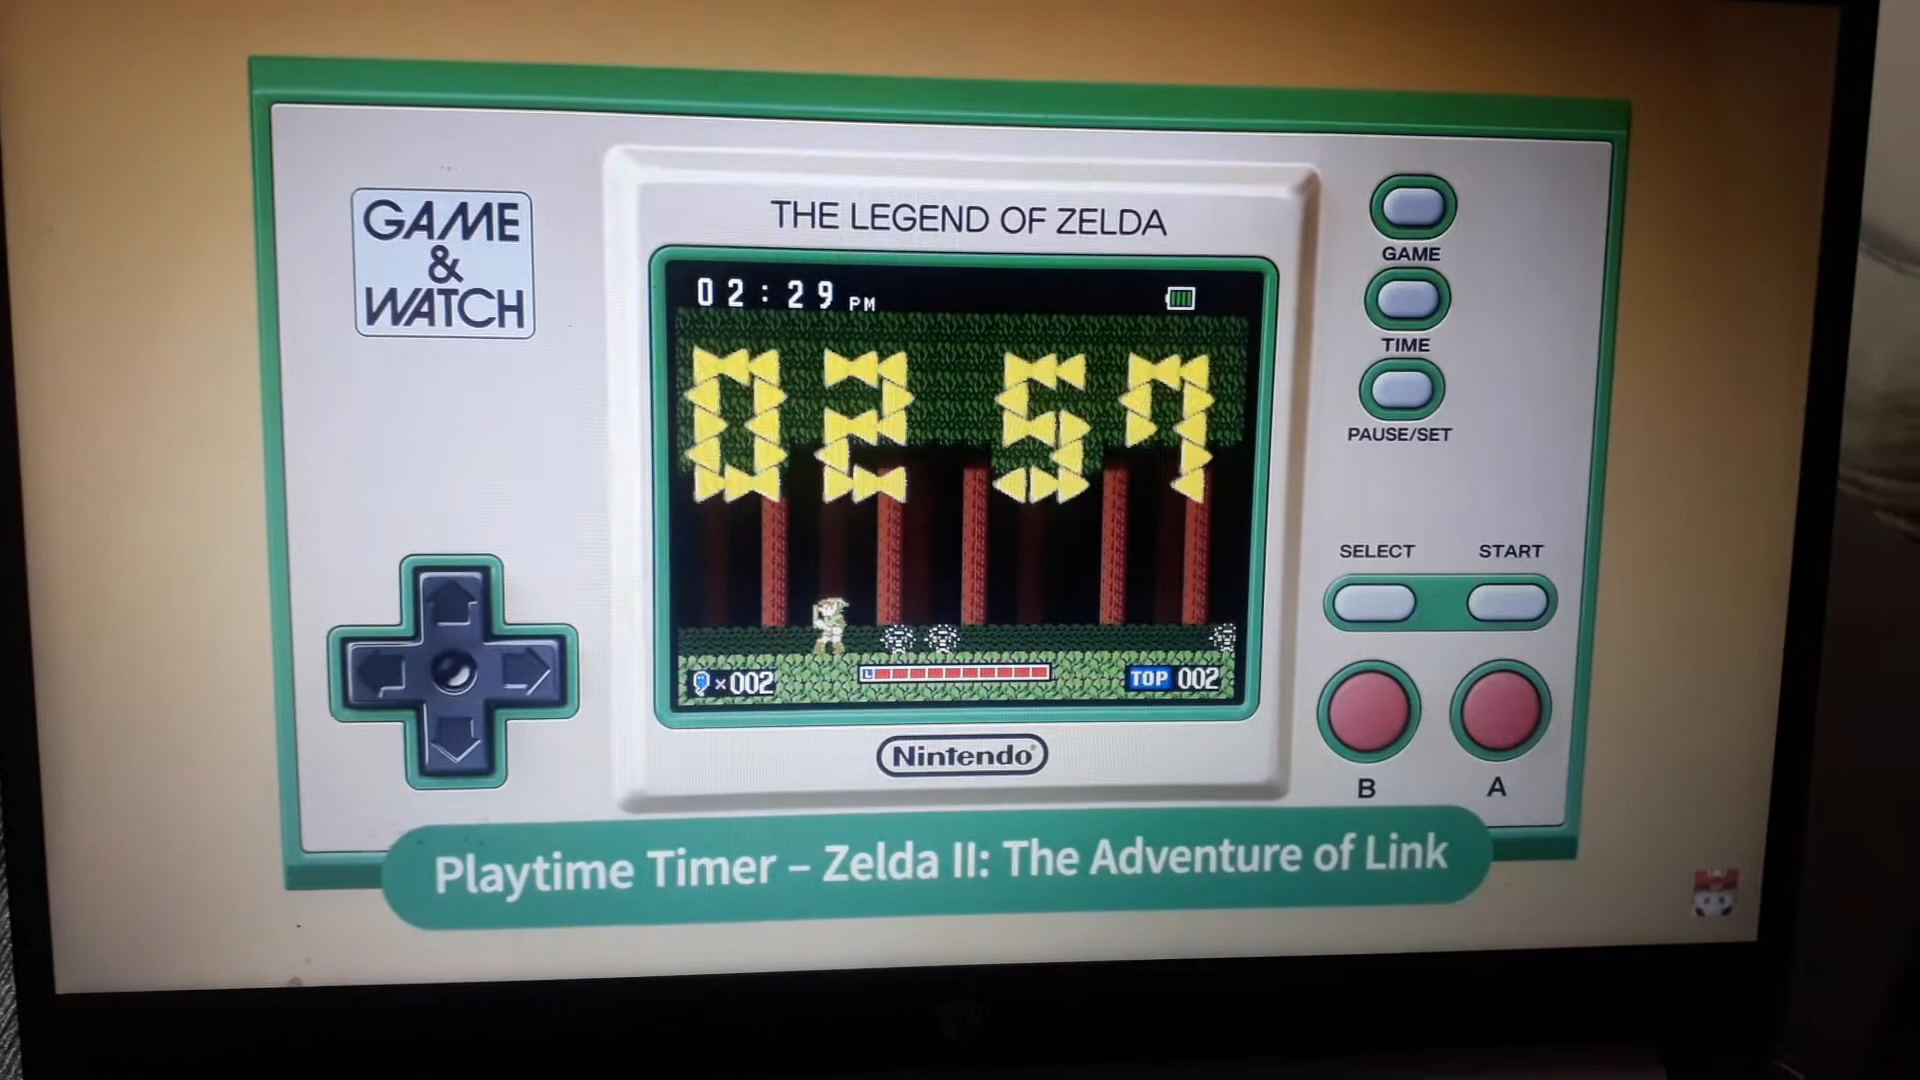 GAME
&
WATCH
THE LEGEND OF ZELDA
02:29 PM
02 57
×002
L
TOP 002
Nintendo®
GAME
TIME
PAUSE/SET
SELECT START
B A
Playtime Timer – Zelda II: The Adventure of Link